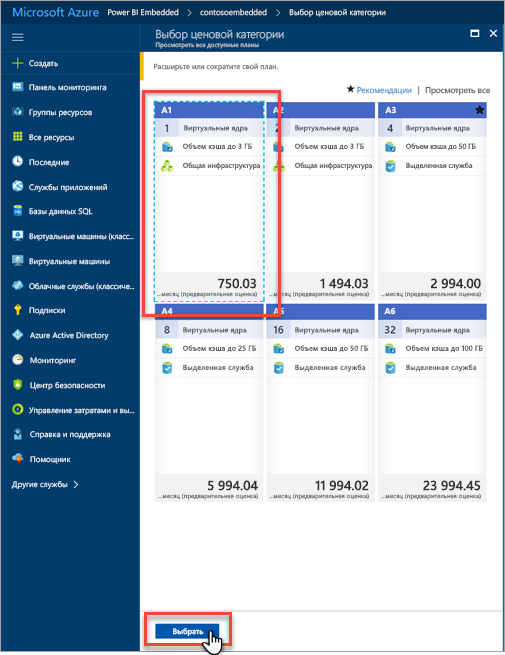 Microsoft Azure Power BI Embedded > contosoembedded > Выбор ценовой категории
Выбор ценовой категории
Просмотреть все доступные планы
Создать
Панель мониторинга
Группы ресурсов
Все ресурсы
Последние
Службы приложений
Базы данных SQL
Виртуальные машины (класс...
Виртуальные машины
Облачные службы (классиче...
Подписки
Azure Active Directory
Мониторинг
Центр безопасности
Управление затратами и вы...
Справка и поддержка
Помощник
Другие службы >
Расширьте или сократите свой план.
★ Рекомендации | Просмотреть все
A1
1 Виртуальные ядра
Объем кэша до 3 ГБ
Общая инфраструктура
750.03
...месяц (предварительная оценка)
A2
2 Виртуальные ядра
Объем кэша до 3 ГБ
Общая инфраструктура
1 494.03
...месяц (предварительная оценка)
A3 ★
4 Виртуальные ядра
Объем кэша до 50 ГБ
Выделенная служба
2 994.00
...месяц (предварительная оценка)
A4
8 Виртуальные ядра
Объем кэша до 25 ГБ
Выделенная служба
5 994.04
...месяц (предварительная оценка)
A5
16 Виртуальные ядра
Объем кэша до 50 ГБ
Выделенная служба
11 994.02
...месяц (предварительная оценка)
A6
32 Виртуальные ядра
Объем кэша до 100 ГБ
Выделенная служба
23 994.45
...месяц (предварительная оценка)
Выбрать